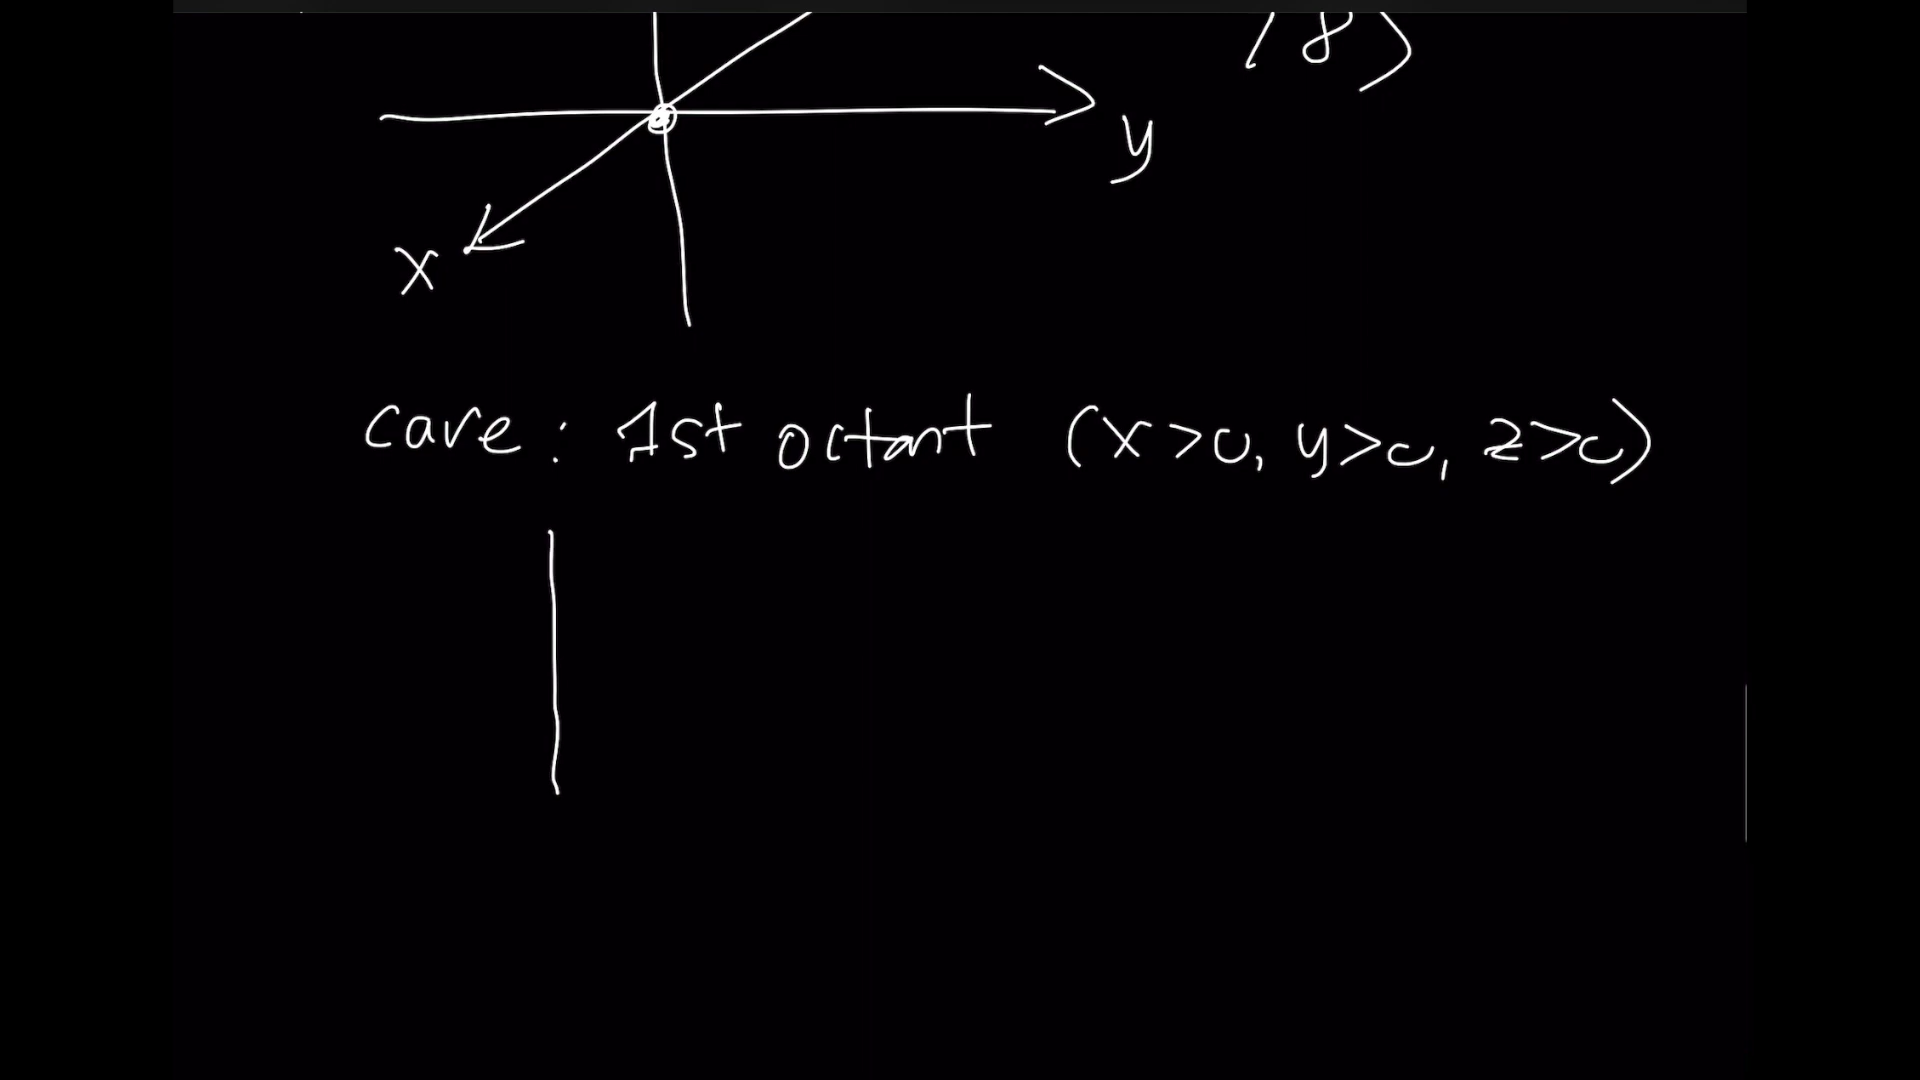 8)
y
x
care: 1st octant (x>0, y>0, z>0)